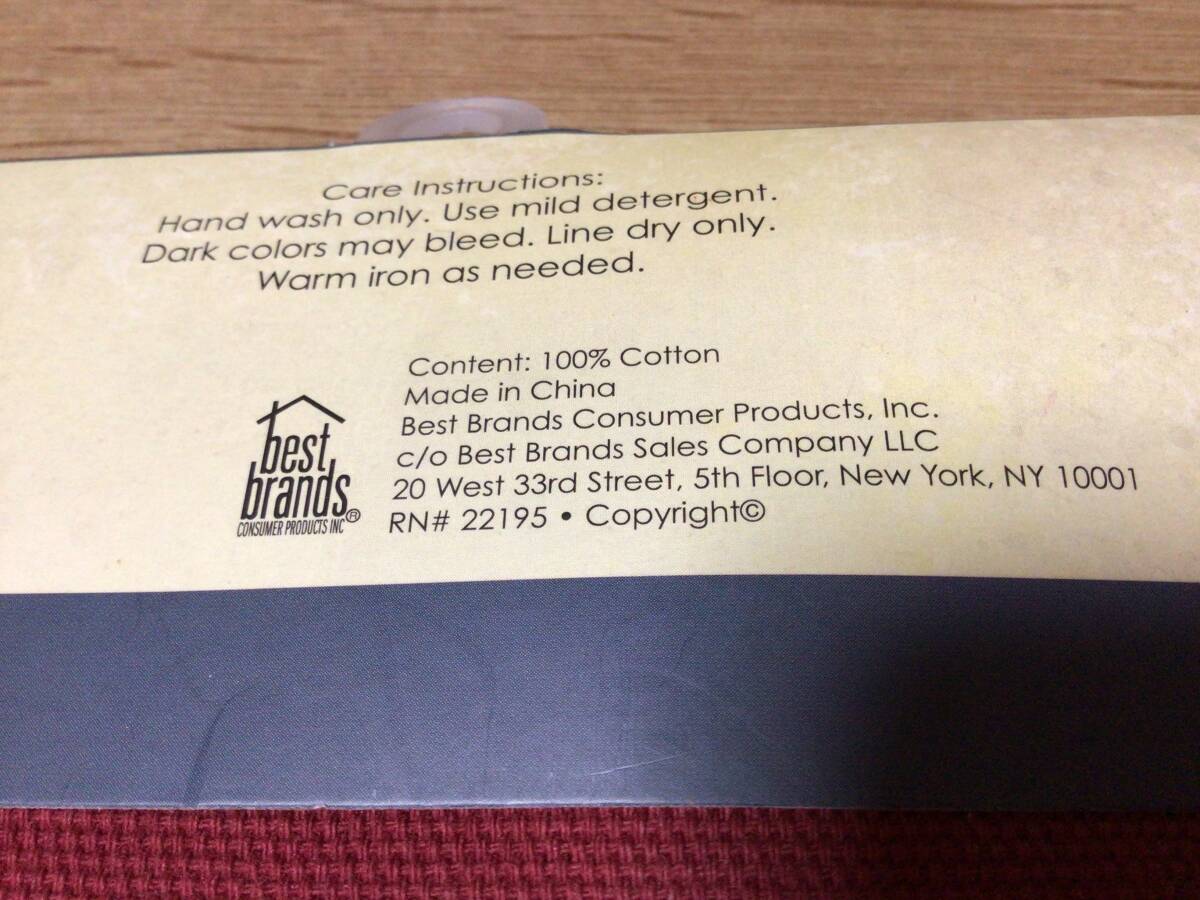 Care Instructions:
Hand wash only. Use mild detergent.
Dark colors may bleed. Line dry only.
Warm iron as needed.
Content: 100% Cotton
Made in China
Best Brands Consumer Products, Inc.
c/o Best Brands Sales Company LLC
20 West 33rd Street, 5th Floor, New York, NY 10001
RN# 22195 • Copyright©
best
brands®
CONSUMER PRODUCTS INC